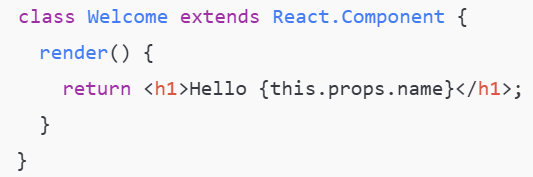 class Welcome extends React.Component {
  render() {
    return <h1>Hello {this.props.name}</h1>;
  }
}